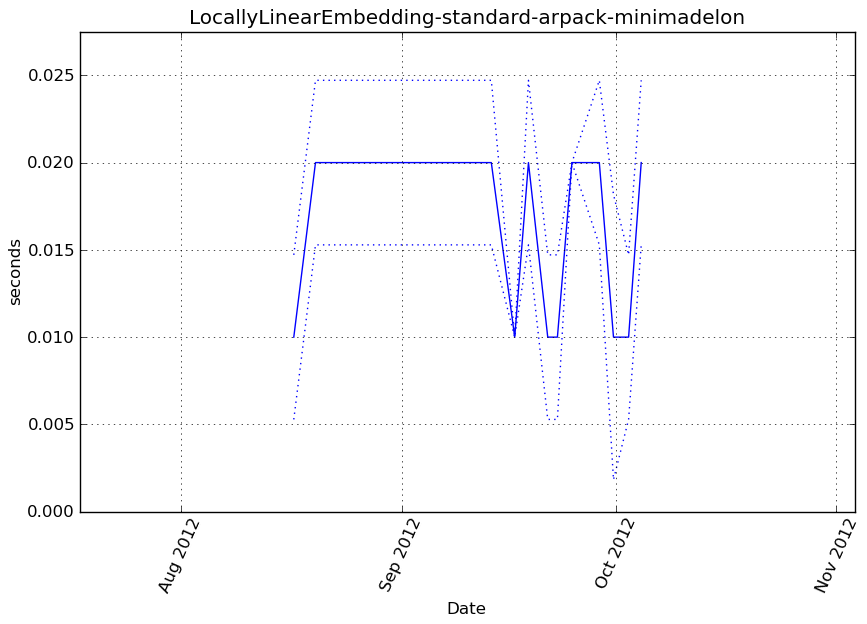 LocallyLinearEmbedding-standard-arpack-minimadelon
0.025
0.020
0.015
0.010
0.005
0.000
seconds
Aug 2012
Sep 2012
Oct 2012
Nov 2012
Date